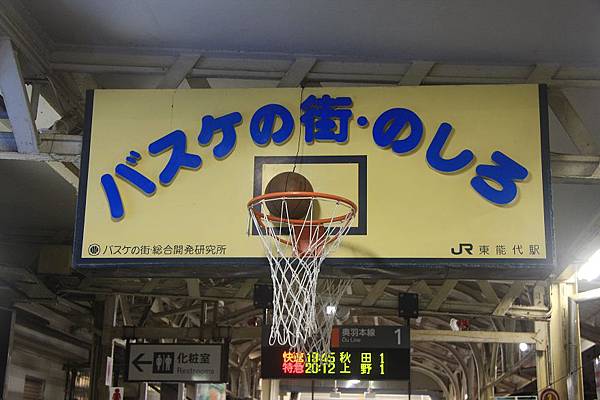 バスケの街・のしろ
バスケの街・総合開発研究所
JR 東能代駅
奥羽本線
Ou Line
1
快速 19:45 秋 田 1
特急 20:12 上 野 1
化粧室
Restrooms